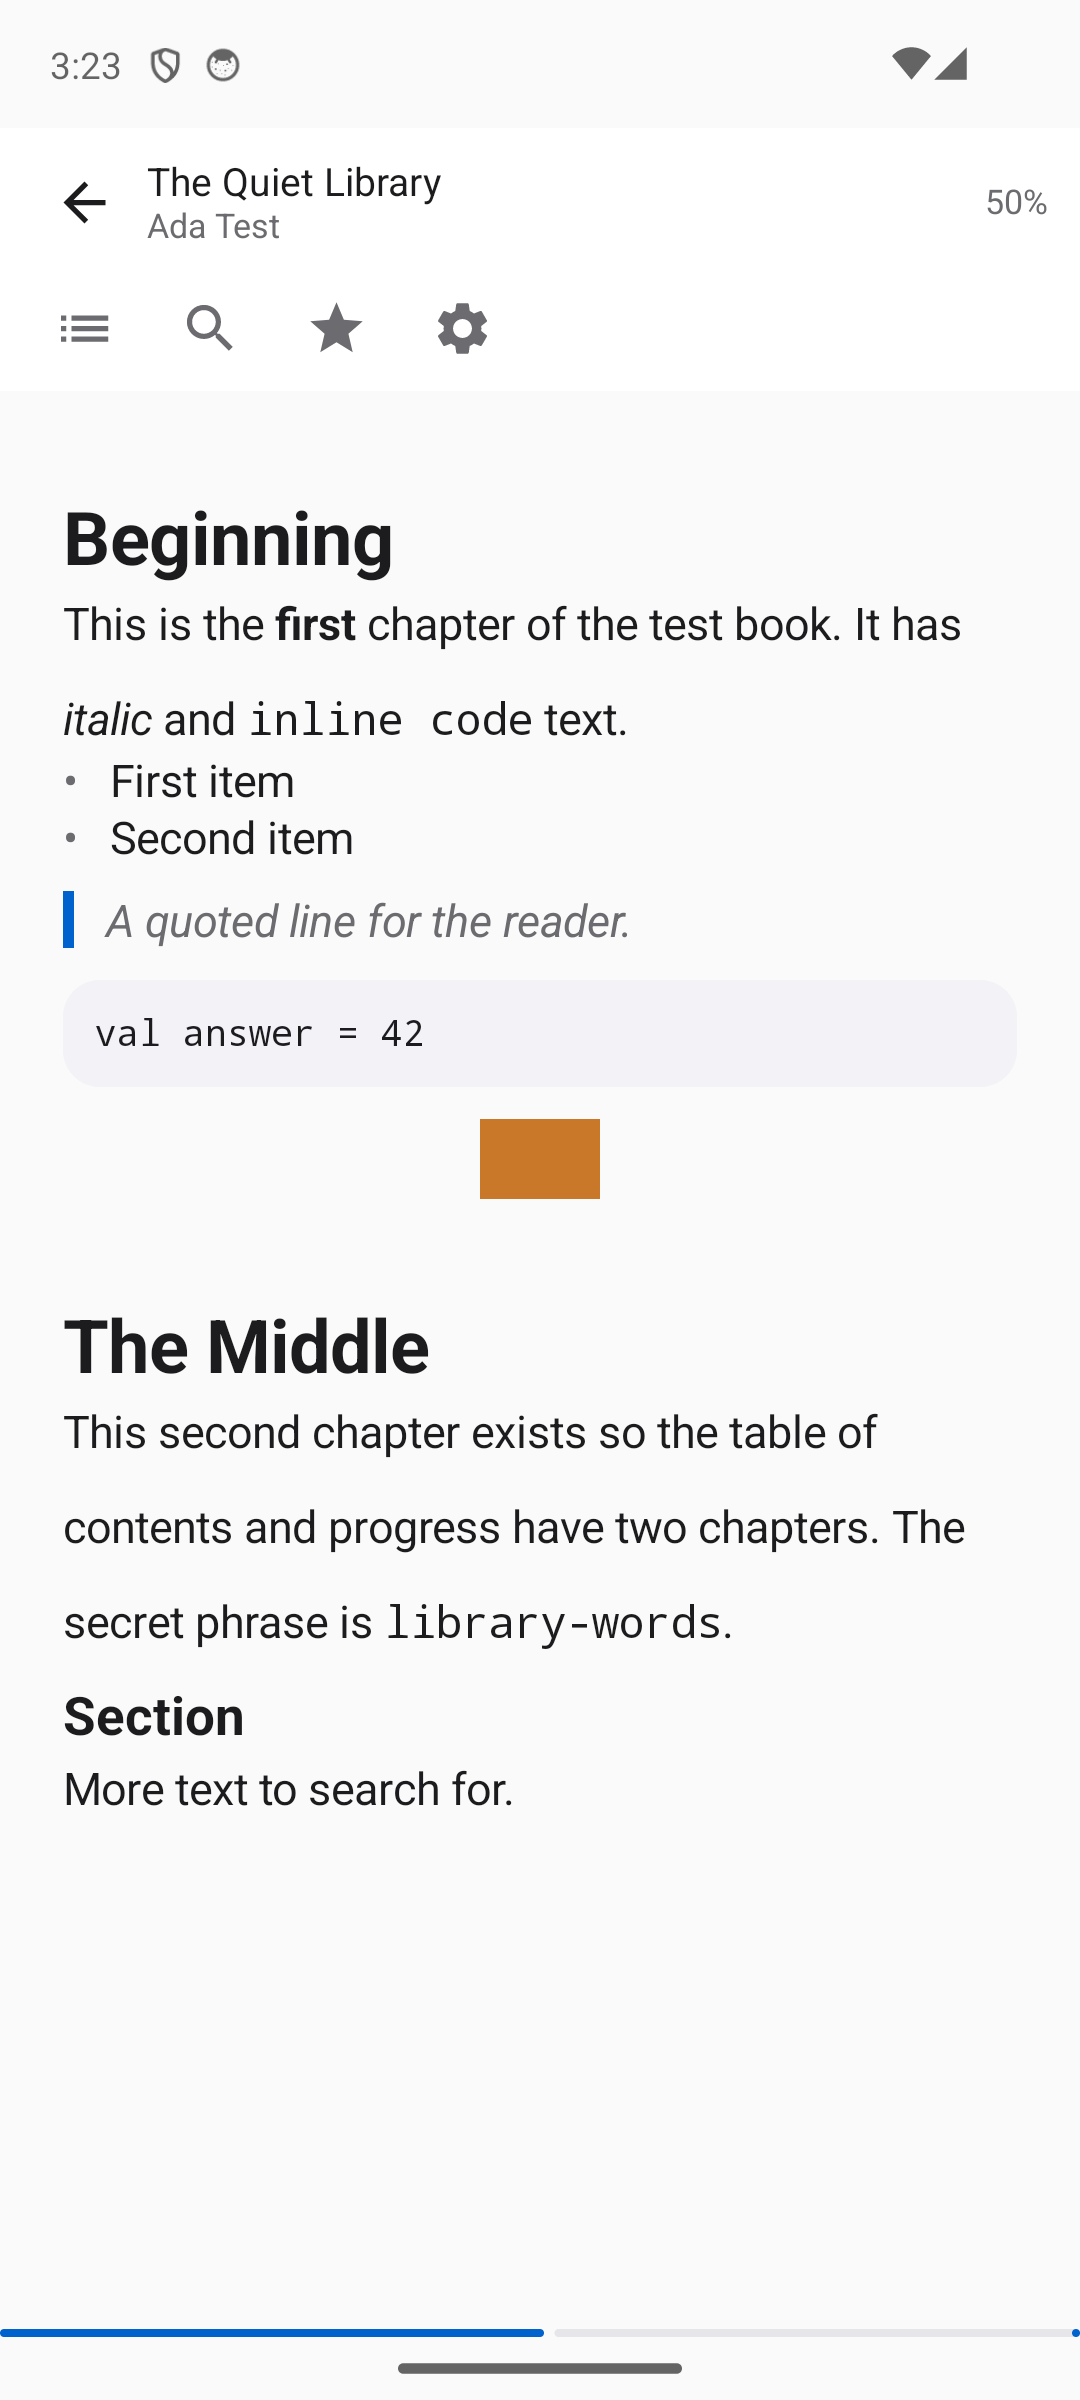 3:23
The Quiet Library
Ada Test
50%
Beginning
This is the first chapter of the test book. It has
italic and inline code text.
• First item
• Second item
A quoted line for the reader.
val answer = 42
The Middle
This second chapter exists so the table of
contents and progress have two chapters. The
secret phrase is library-words.
Section
More text to search for.